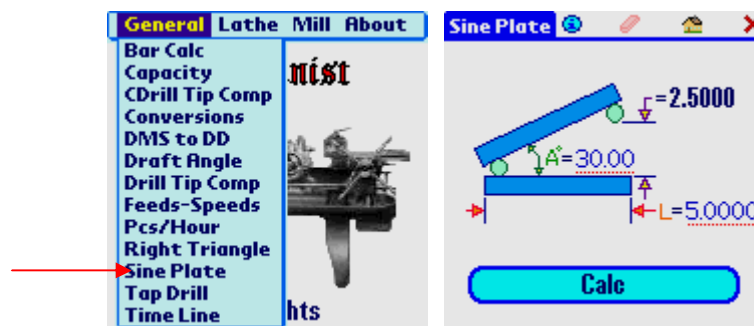 General Lathe Mill About
Bar Calc
Capacity
CDrill Tip Comp
Conversions
DMS to DD
Draft Angle
Drill Tip Comp
Feeds-Speeds
Pcs/Hour
Right Triangle
Sine Plate
Tap Drill
Time Line
nist
hts
Sine Plate
=2.5000
A°=30.00
L=5.0000
Calc